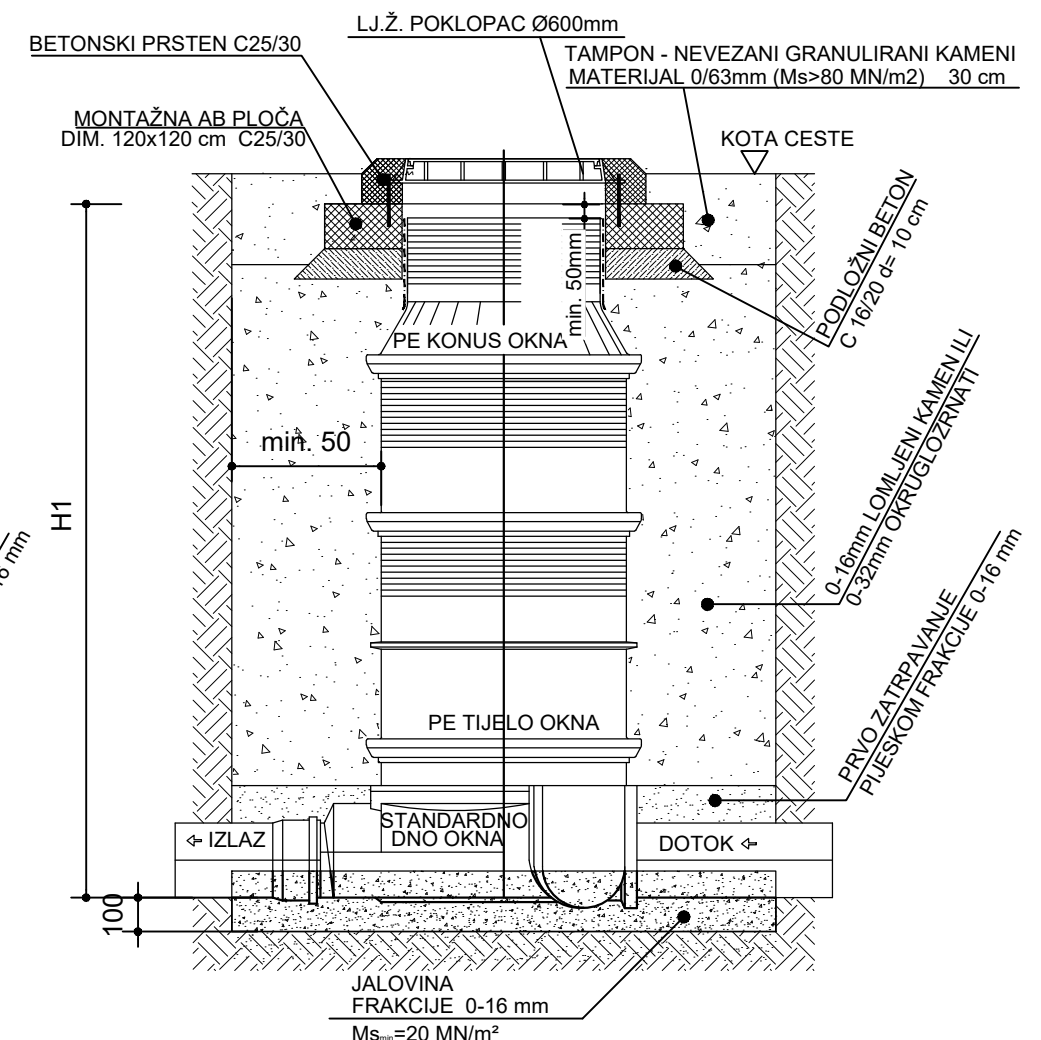 LJ.Ž. POKLOPAC Ø600mm
BETONSKI PRSTEN C25/30
TAMPON - NEVEZANI GRANULIRANI KAMENI
MATERIJAL 0/63mm (Ms>80 MN/m2) 30 cm
MONTAŽNA AB PLOČA
DIM. 120x120 cm C25/30
KOTA CESTE
PODLOŽNI BETON
C 16/20 d= 10 cm
min. 50mm
PE KONUS OKNA
0-16mm LOMLJENI KAMEN ILI
0-32mm OKRUGLOZRNATI
min. 50
H1
mm
PRVO ZATRPAVANJE
PIJESKOM FRAKCIJE 0-16 mm
PE TIJELO OKNA
STANDARDNO
DNO OKNA
⇦ IZLAZ
DOTOK ⇦
100
JALOVINA
FRAKCIJE 0-16 mm
Msmin=20 MN/m²